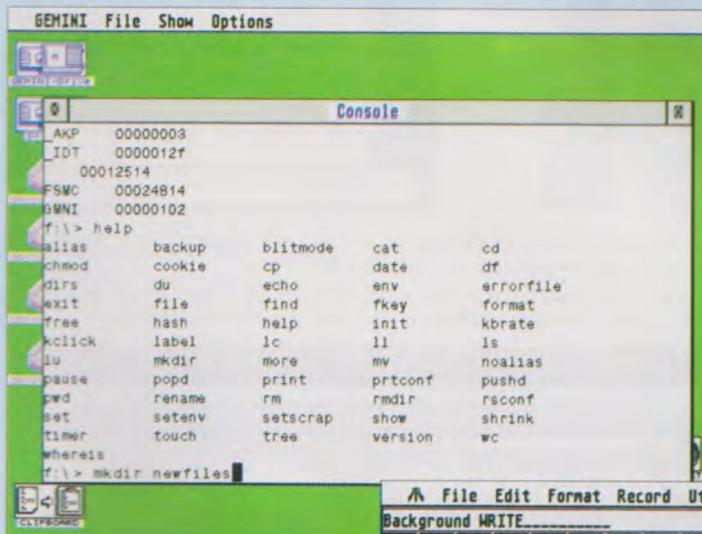 GEMINI File Show Options
Console
_AKP 00000003
_IDT 0000012f
00012514
FSMC 00024814
GMNI 00000102
f:\> help
alias backup blitmode cat cd
chmod cookie cp date df
dirs du echo env errorfile
exit file find fkey format
free hash help init kbrate
kclick label lc ll ls
lu mkdir more mv noalias
pause popd print prtconf pushd
pwd rename rm rmdir rsconf
set setenv setscrap show shrink
timer touch tree version wc
whereis
f:\> mkdir newfiles
CLIPBOARD
File Edit Format Record Ut
Background WRITE__________